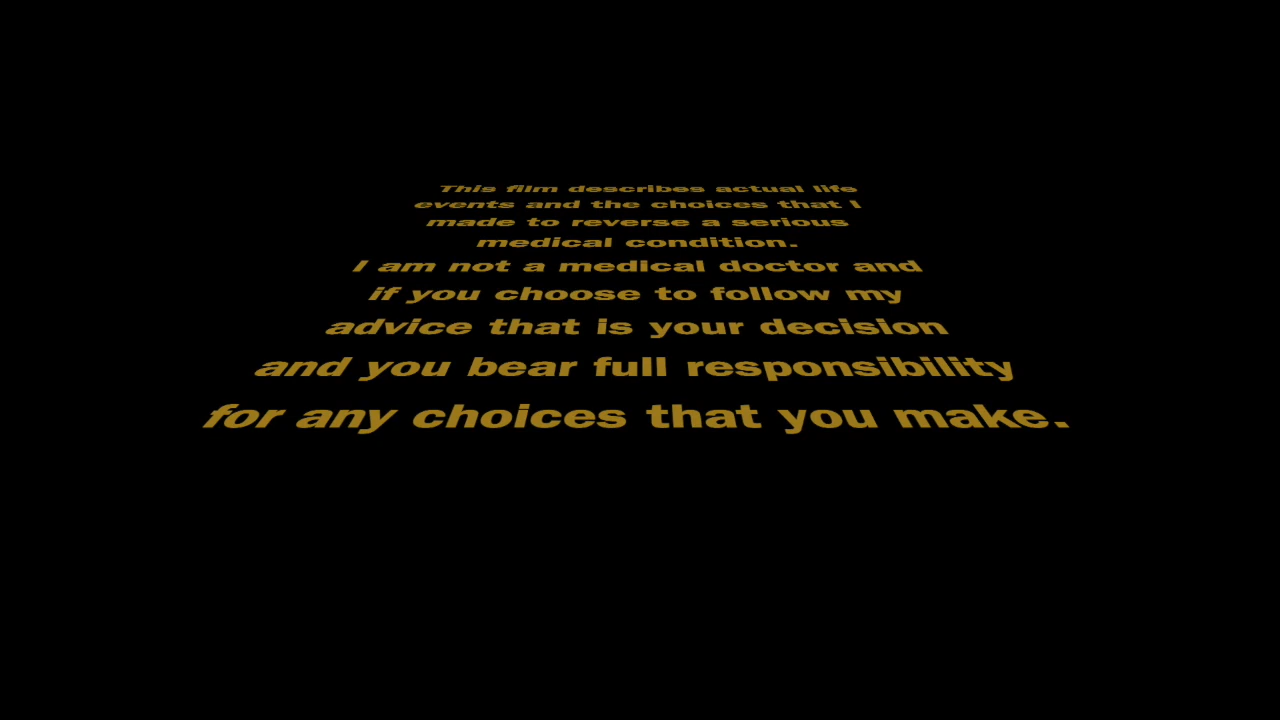 This film describes actual life
events and the choices that I
made to reverse a serious
medical condition.
I am not a medical doctor and
if you choose to follow my
advice that is your decision
and you bear full responsibility
for any choices that you make.